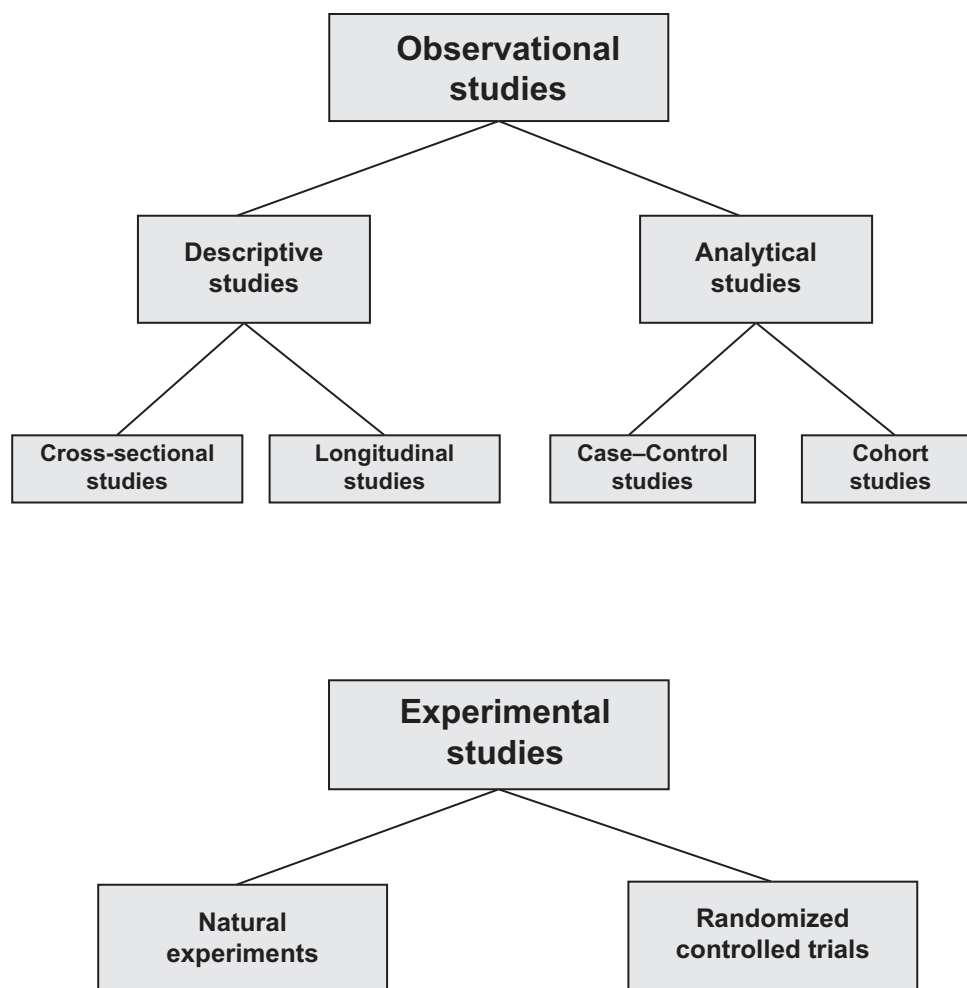 Observational
studies
Descriptive
studies
Analytical
studies
Cross-sectional
studies
Longitudinal
studies
Case–Control
studies
Cohort
studies
Experimental
studies
Natural
experiments
Randomized
controlled trials